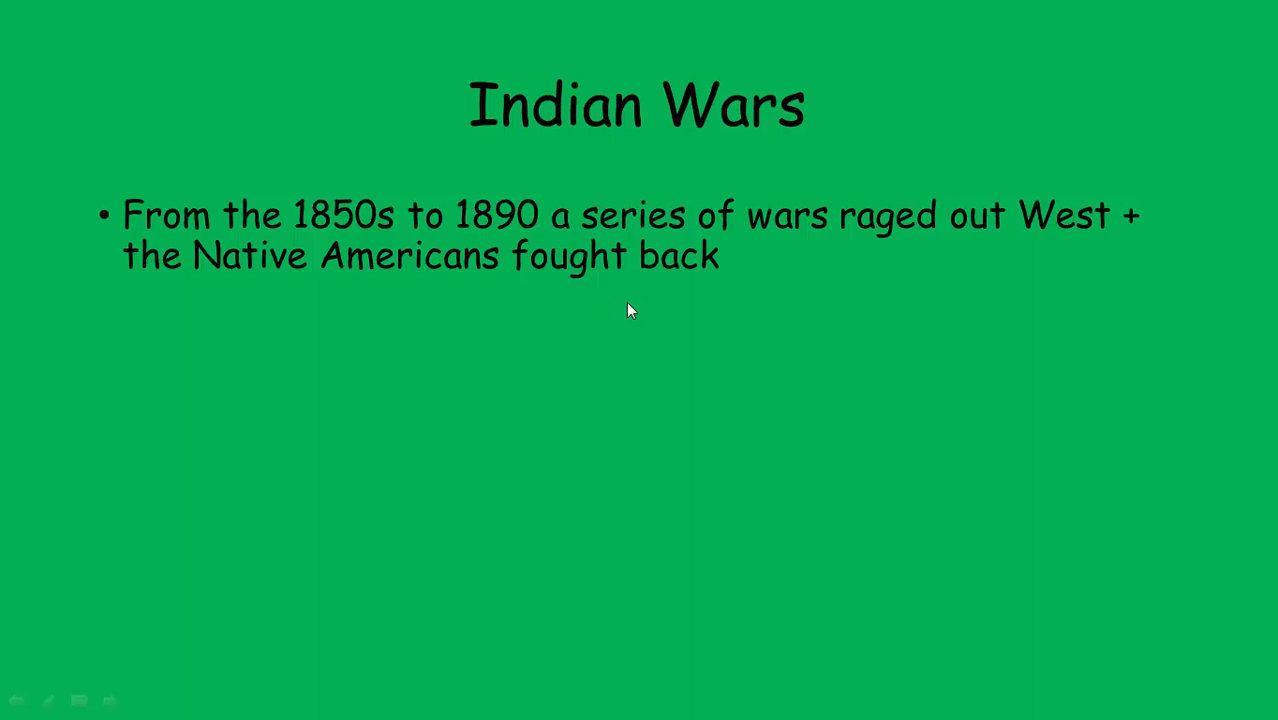 Indian Wars
• From the 1850s to 1890 a series of wars raged out West +
the Native Americans fought back